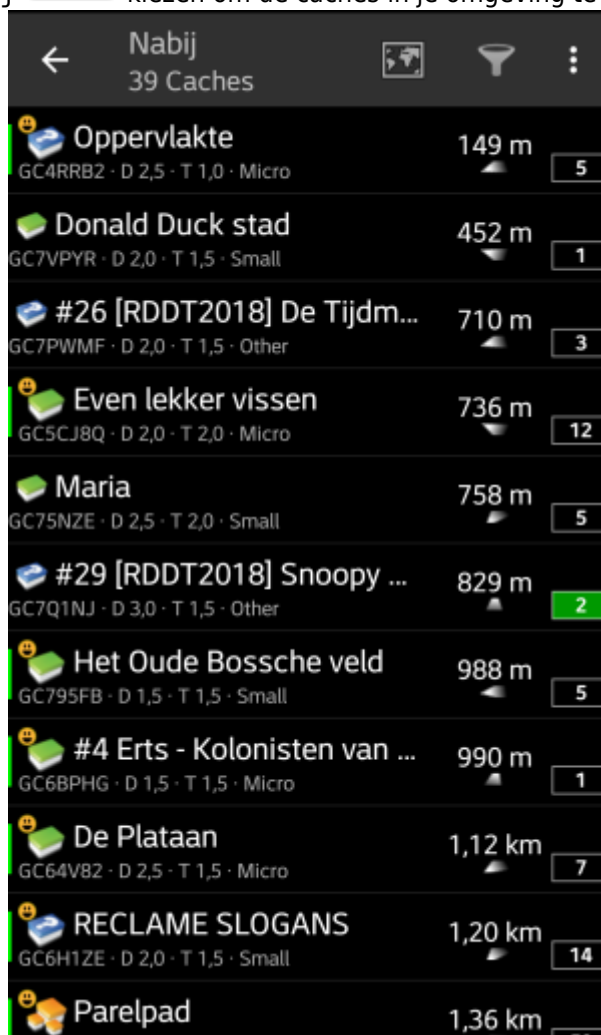 kiezen om de caches in je omgeving te
Nabij
39 Caches
Oppervlakte 149 m
GC4RRB2 · D 2,5 · T 1,0 · Micro 5
Donald Duck stad 452 m
GC7VPYR · D 2,0 · T 1,5 · Small 1
#26 [RDDT2018] De Tijdm... 710 m
GC7PWMF · D 2,0 · T 1,5 · Other 3
Even lekker vissen 736 m
GC5CJ8Q · D 2,0 · T 2,0 · Micro 12
Maria 758 m
GC75NZE · D 2,5 · T 2,0 · Small 5
#29 [RDDT2018] Snoopy ... 829 m
GC7Q1NJ · D 3,0 · T 1,5 · Other 2
Het Oude Bossche veld 988 m
GC795FB · D 1,5 · T 1,5 · Small 5
#4 Erts - Kolonisten van ... 990 m
GC6BPHG · D 1,5 · T 1,5 · Micro 1
De Plataan 1,12 km
GC64V82 · D 2,5 · T 1,5 · Micro 7
RECLAME SLOGANS 1,20 km
GC6H1ZE · D 2,0 · T 1,5 · Small 14
Parelpad 1,36 km